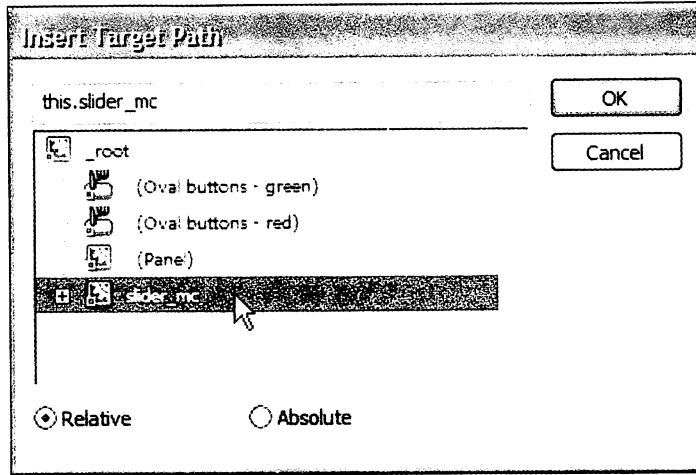 Insert Target Path
this.slider_mc
OK
Cancel
_root
(Oval buttons - green)
(Oval buttons - red)
(Panel)
slider_mc
Relative
Absolute